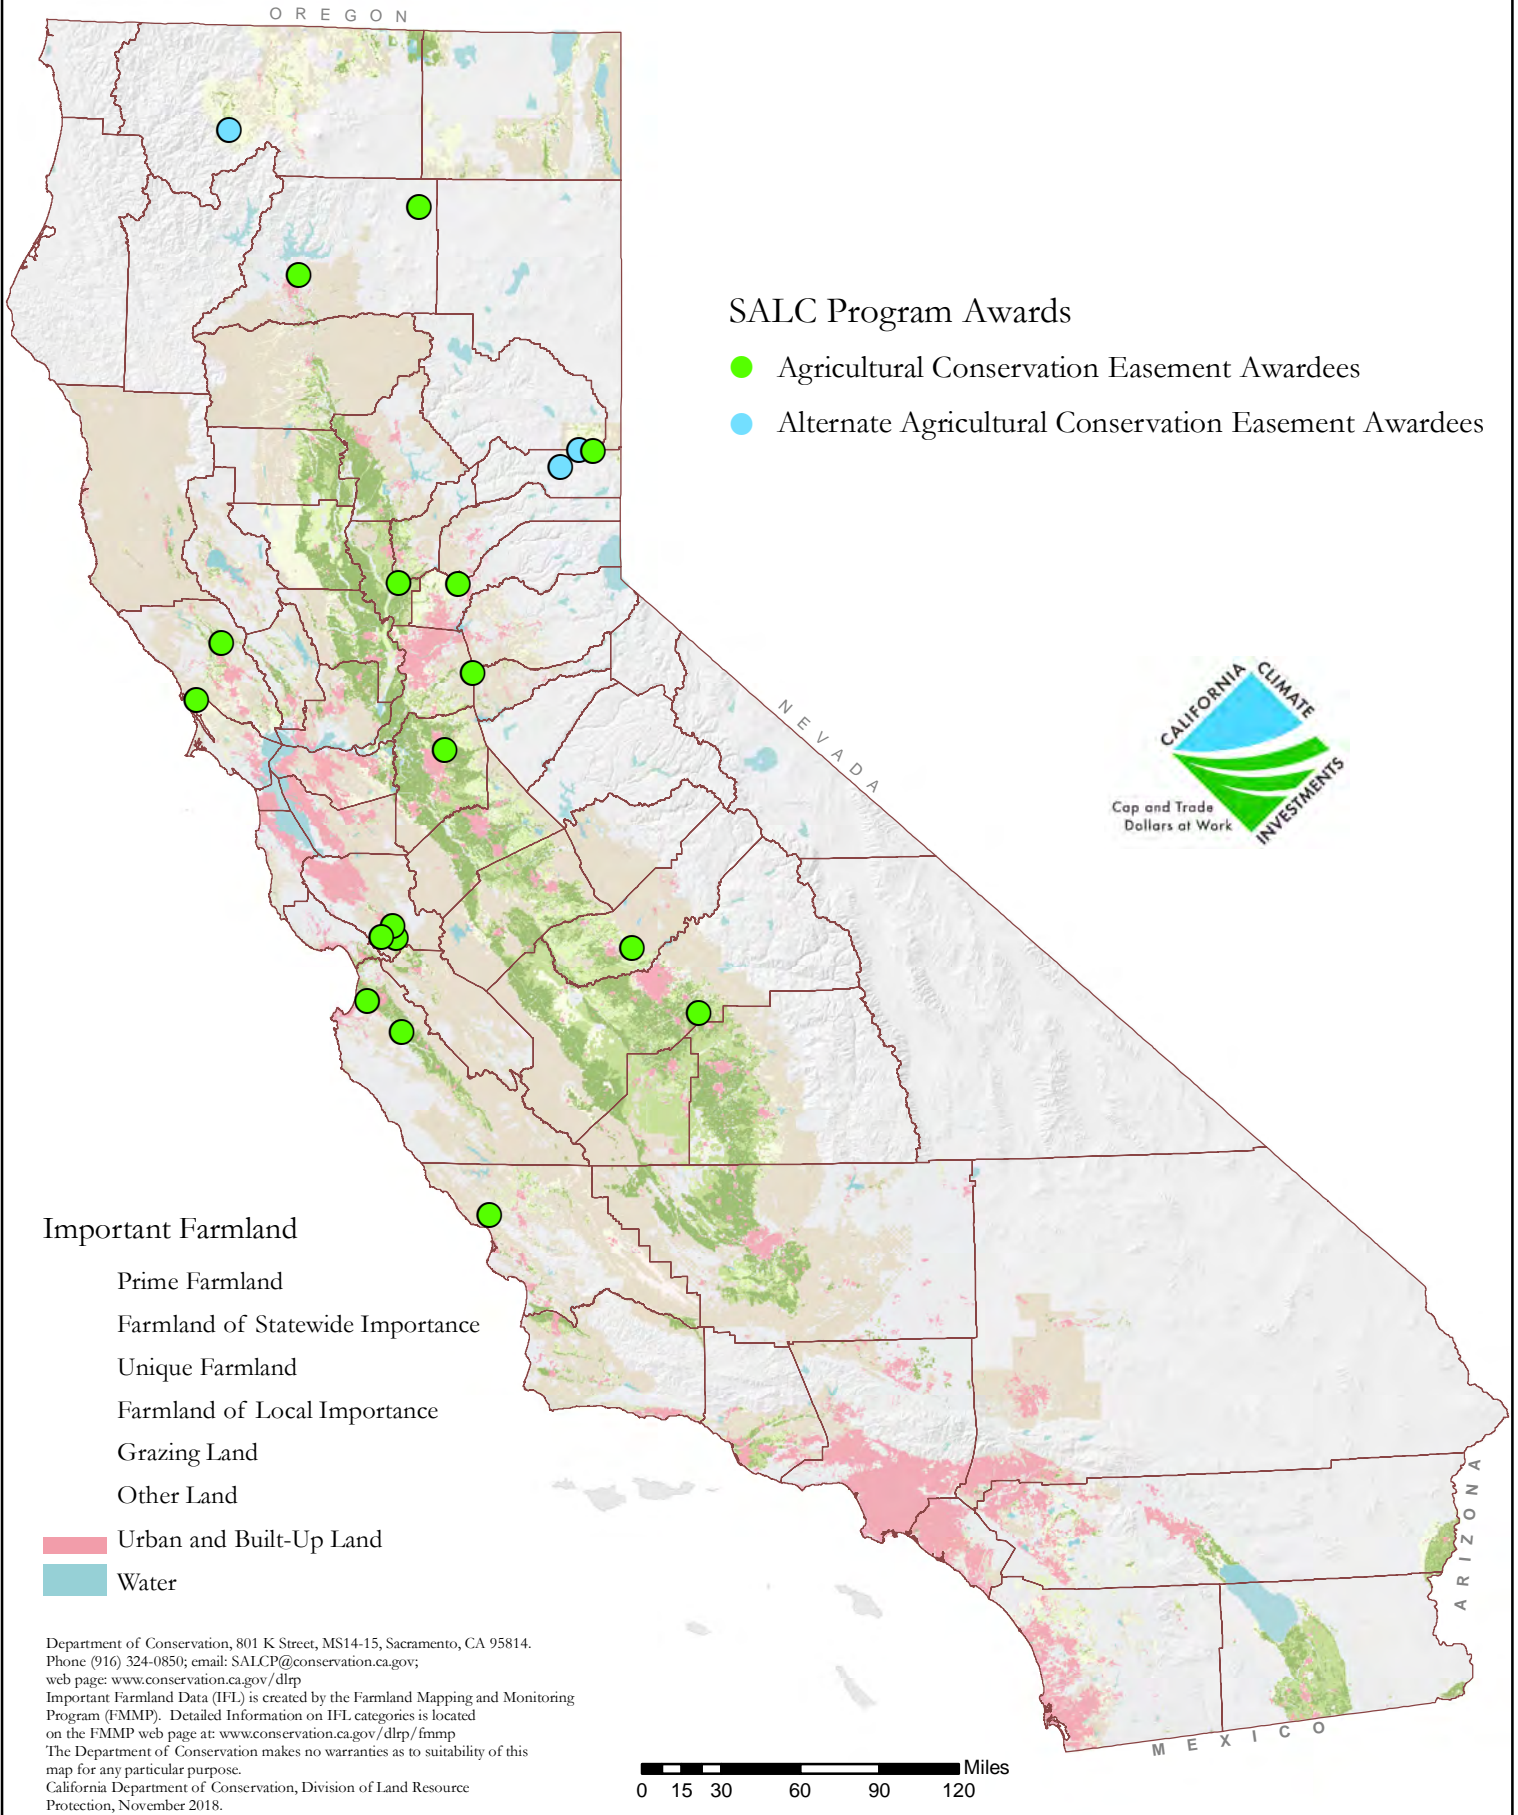 OREGON
SALC Program Awards
Agricultural Conservation Easement Awardees
Alternate Agricultural Conservation Easement Awardees
NEVADA
CALIFORNIA
CLIMATE
INVESTMENTS
Cap and Trade
Dollars at Work
Important Farmland
Prime Farmland
Farmland of Statewide Importance
Unique Farmland
Farmland of Local Importance
Grazing Land
Other Land
Urban and Built-Up Land
Water
ARIZONA
MEXICO
Department of Conservation, 801 K Street, MS14-15, Sacramento, CA 95814.
Phone (916) 324-0850; email: SALCP@conservation.ca.gov;
web page: www.conservation.ca.gov/dlrp
Important Farmland Data (IFL) is created by the Farmland Mapping and Monitoring
Program (FMMP). Detailed Information on IFL categories is located
on the FMMP web page at: www.conservation.ca.gov/dlrp/fmmp
The Department of Conservation makes no warranties as to suitability of this
map for any particular purpose.
California Department of Conservation, Division of Land Resource
Protection, November 2018.
Miles
0 15 30 60 90 120